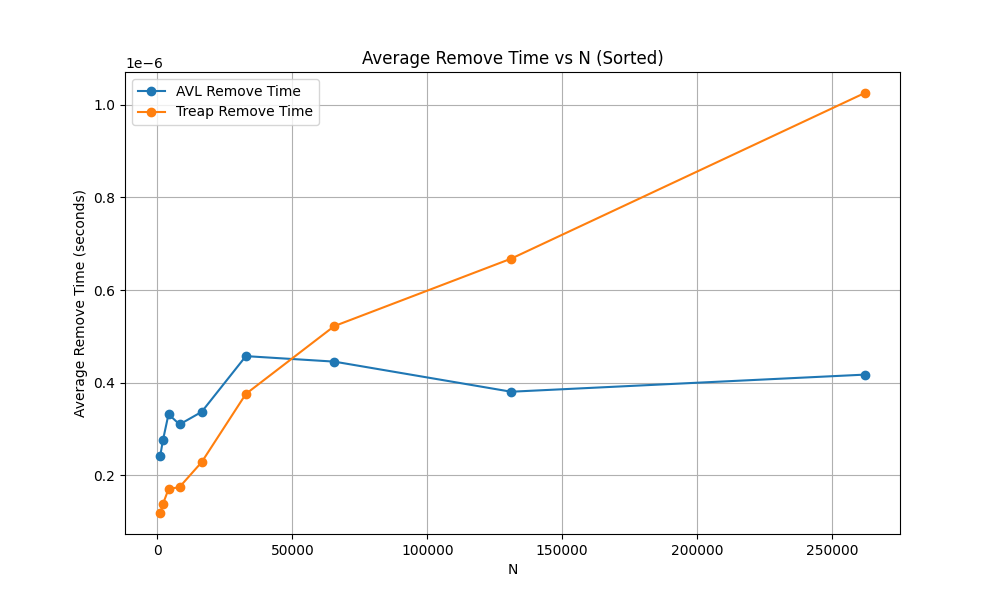 Average Remove Time vs N (Sorted)
1e−6
AVL Remove Time
Treap Remove Time
1.0
0.8
0.6
0.4
0.2
Average Remove Time (seconds)
0 50000 100000 150000 200000 250000
N